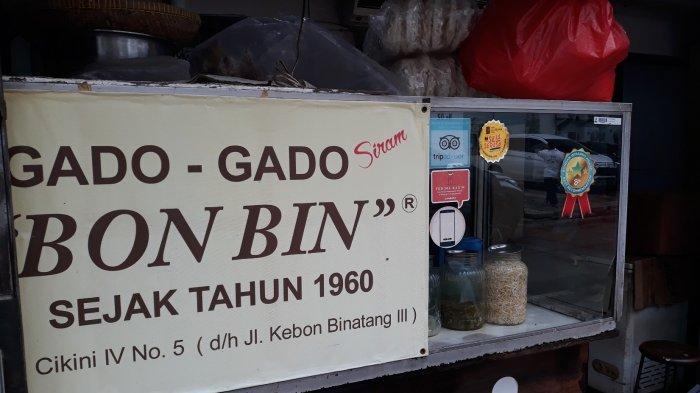 GADO - GADO Siram
"BON BIN" ®
SEJAK TAHUN 1960
Cikini IV No. 5 ( d/h Jl. Kebon Binatang III )